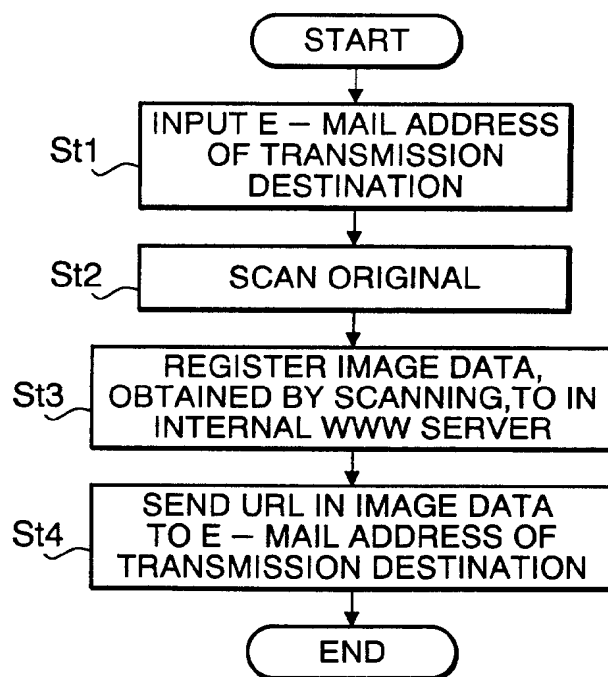 START
St1
INPUT E – MAIL ADDRESS
OF TRANSMISSION
DESTINATION
St2
SCAN ORIGINAL
St3
REGISTER IMAGE DATA,
OBTAINED BY SCANNING,TO IN
INTERNAL WWW SERVER
St4
SEND URL IN IMAGE DATA
TO E – MAIL ADDRESS OF
TRANSMISSION DESTINATION
END